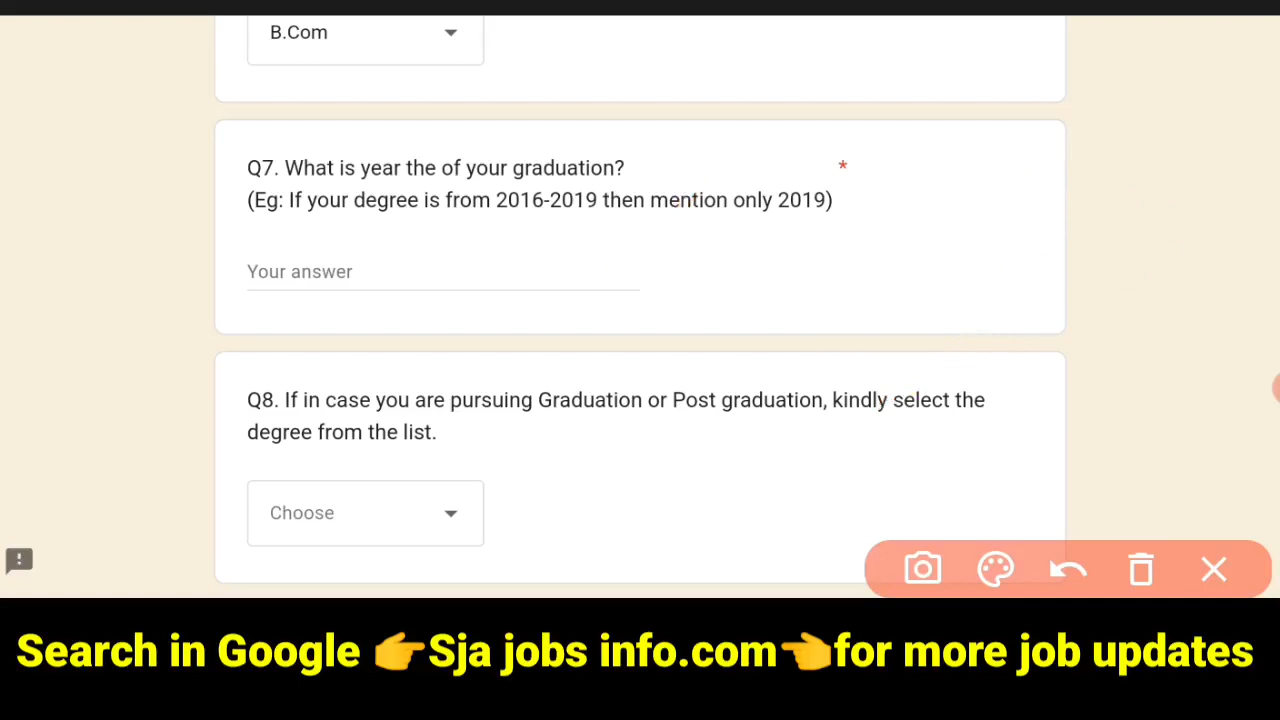 B.Com
Q7. What is year the of your graduation? *
(Eg: If your degree is from 2016-2019 then mention only 2019)
Your answer
Q8. If in case you are pursuing Graduation or Post graduation, kindly select the
degree from the list.
Choose
Search in Google 👉Sja jobs info.com👈for more job updates